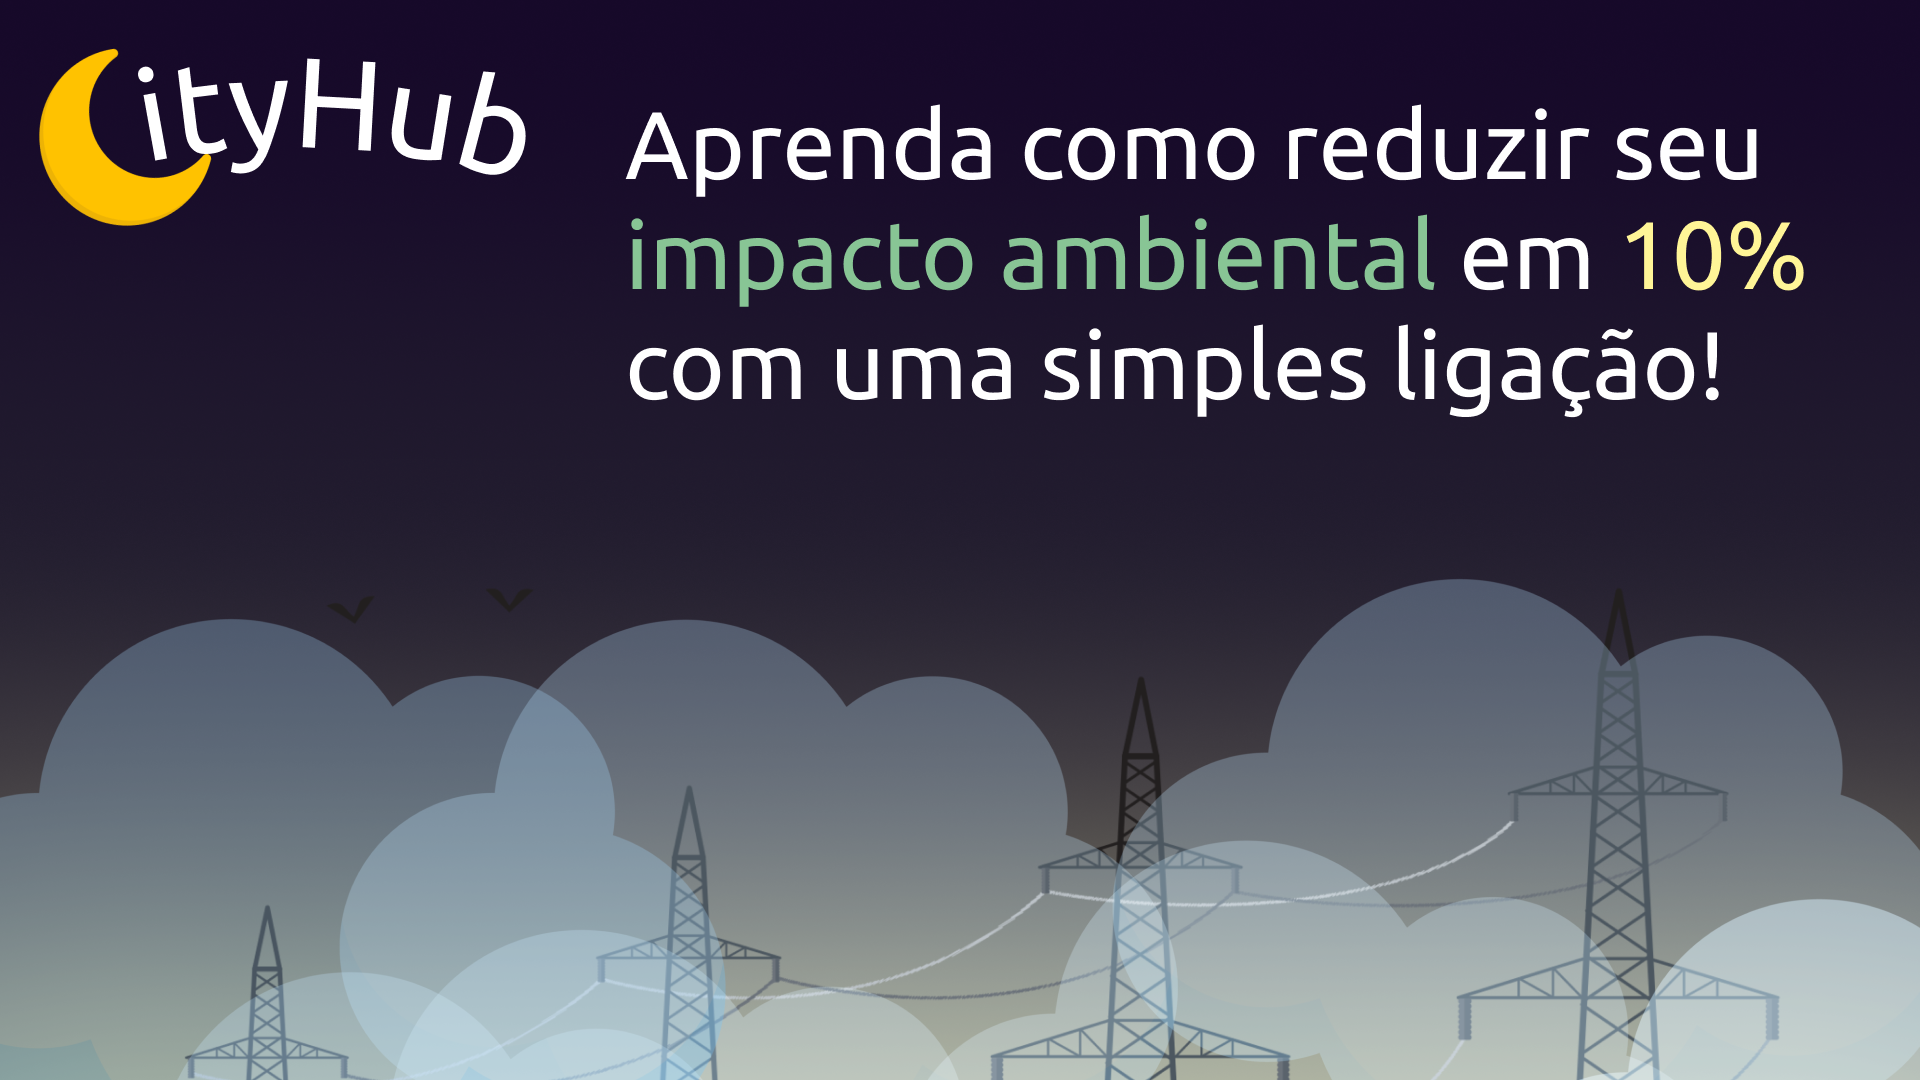 CityHub
Aprenda como reduzir seu
impacto ambiental em 10%
com uma simples ligação!